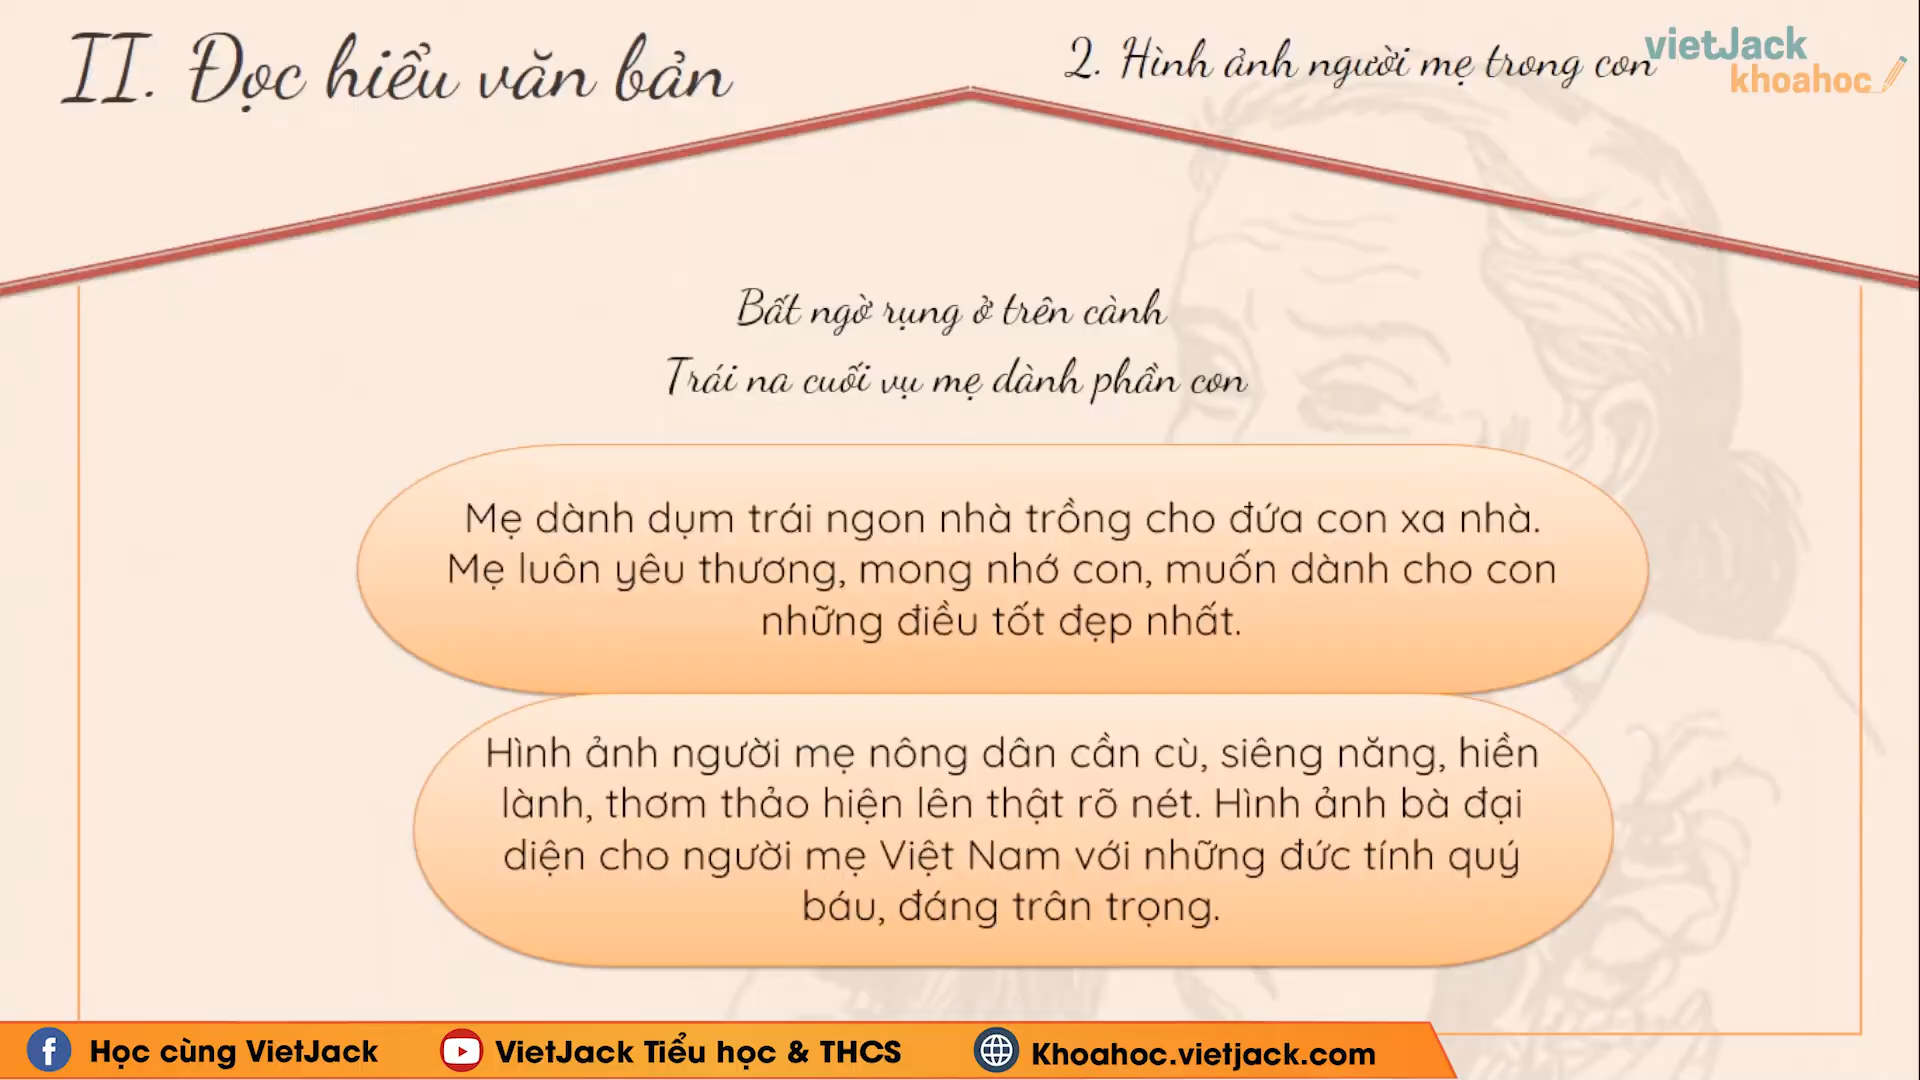 II. Đọc hiểu văn bản
2. Hình ảnh người mẹ trong con
vietJack
khoahoc
Bất ngờ rụng ở trên cành
Trái na cuối vụ mẹ dành phần con
Mẹ dành dụm trái ngon nhà trồng cho đứa con xa nhà.
Mẹ luôn yêu thương, mong nhớ con, muốn dành cho con
những điều tốt đẹp nhất.
Hình ảnh người mẹ nông dân cần cù, siêng năng, hiền
lành, thơm thảo hiện lên thật rõ nét. Hình ảnh bà đại
diện cho người mẹ Việt Nam với những đức tính quý
báu, đáng trân trọng.
Học cùng VietJack
VietJack Tiểu học & THCS
Khoahoc.vietjack.com